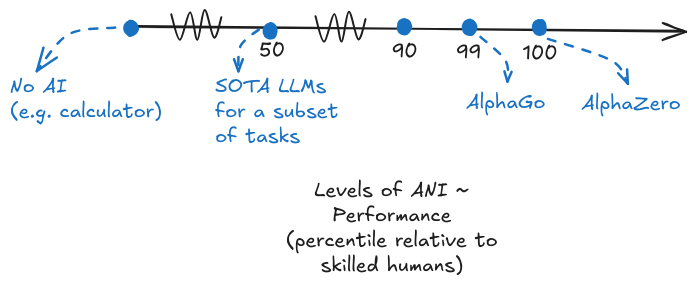 50
90
99
100
No AI
(e.g. calculator)
SOTA LLMs
for a subset
of tasks
AlphaGo
AlphaZero
Levels of ANI ~
Performance
(percentile relative to
skilled humans)